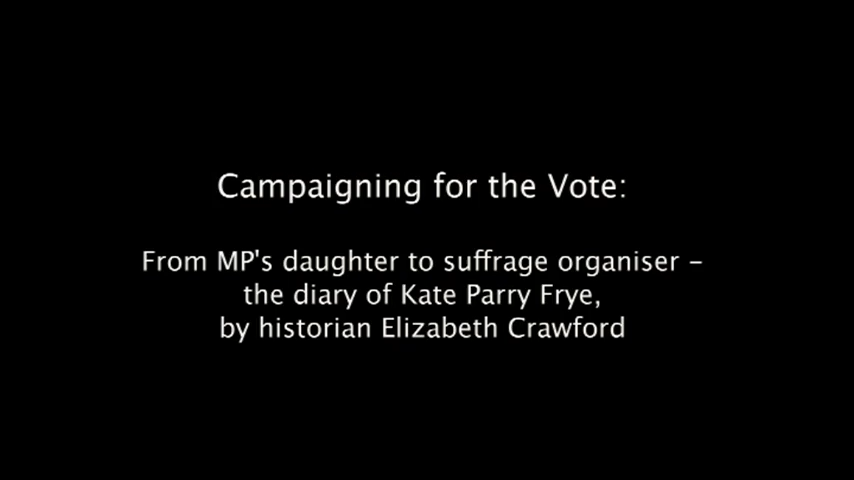 Campaigning for the Vote:
From MP's daughter to suffrage organiser –
the diary of Kate Parry Frye,
by historian Elizabeth Crawford